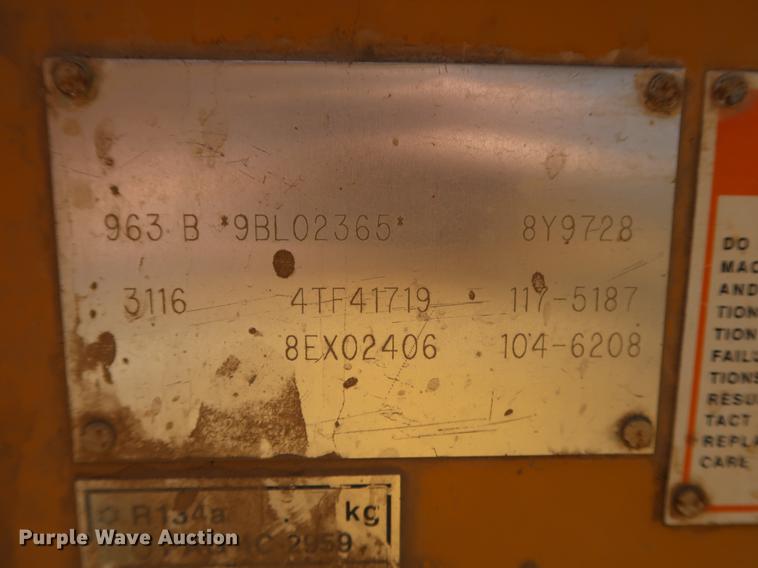 963 B *9BL02365* 8Y9728
3116 4TF41719 117-5187
8EX02406 104-6208
DO
MAC
AND
TION
TION
FAILU
TIONS
RESU
TACT
REPLA
CARE
R134a kg
2959
Purple Wave Auction